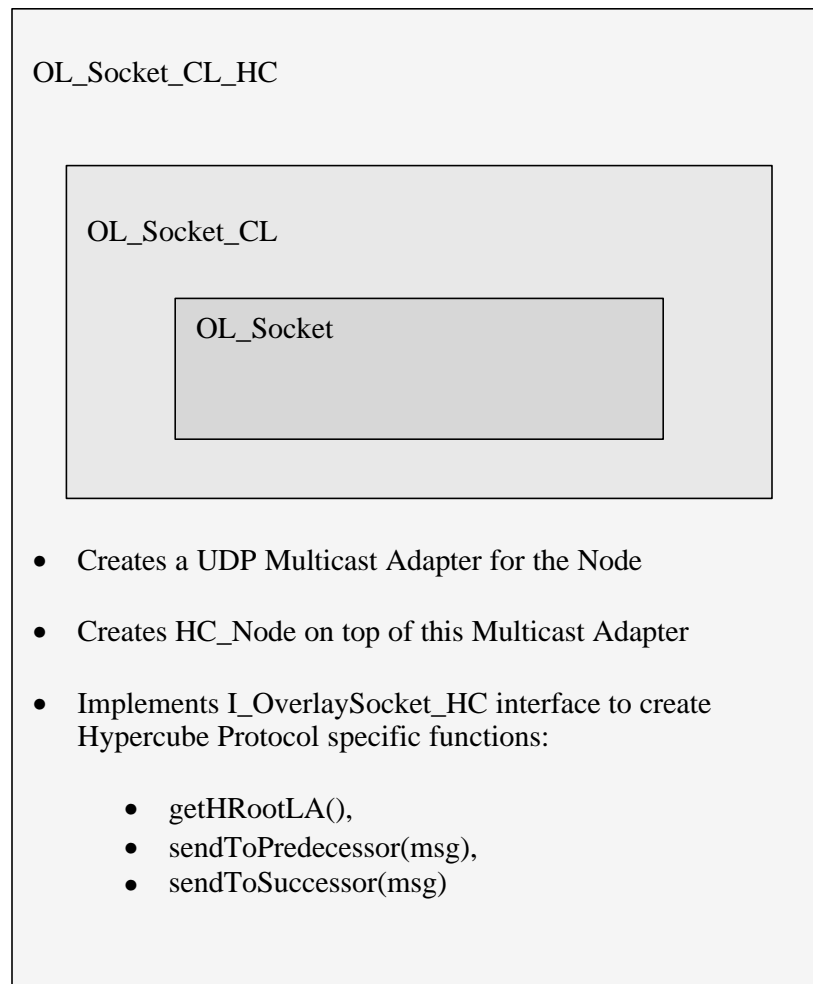 OL_Socket_CL_HC
OL_Socket_CL
OL_Socket
• Creates a UDP Multicast Adapter for the Node
• Creates HC_Node on top of this Multicast Adapter
• Implements I_OverlaySocket_HC interface to create
Hypercube Protocol specific functions:
• getHRootLA(),
• sendToPredecessor(msg),
• sendToSuccessor(msg)